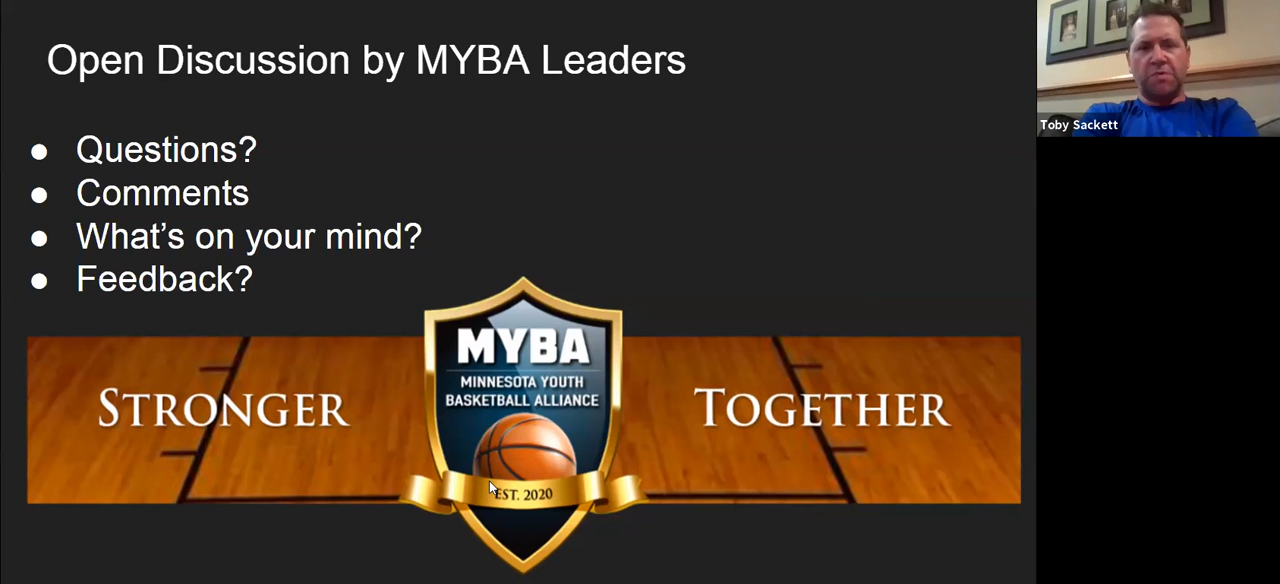 Open Discussion by MYBA Leaders
Questions?
Comments
What’s on your mind?
Feedback?
STRONGER
MYBA
MINNESOTA YOUTH
BASKETBALL ALLIANCE
EST. 2020
TOGETHER
Toby Sackett